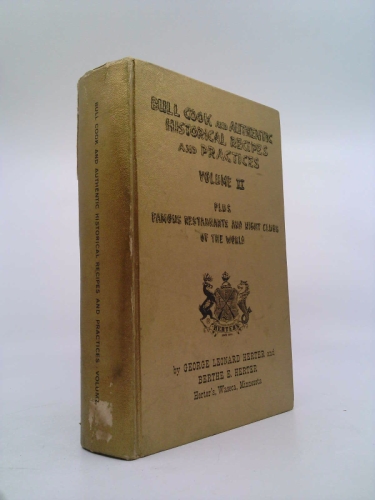 BULL COOK AND AUTHENTIC HISTORICAL RECIPES AND PRACTICES - VOLUME
BULL COOK AND AUTHENTIC
HISTORICAL RECIPES
AND PRACTICES
VOLUME II
PLUS
FAMOUS RESTAURANTS AND NIGHT CLUBS
OF THE WORLD
HERTERS
by GEORGE LEONARD HERTER and
BERTHE E. HERTER
Herter's, Waseca, Minnesota